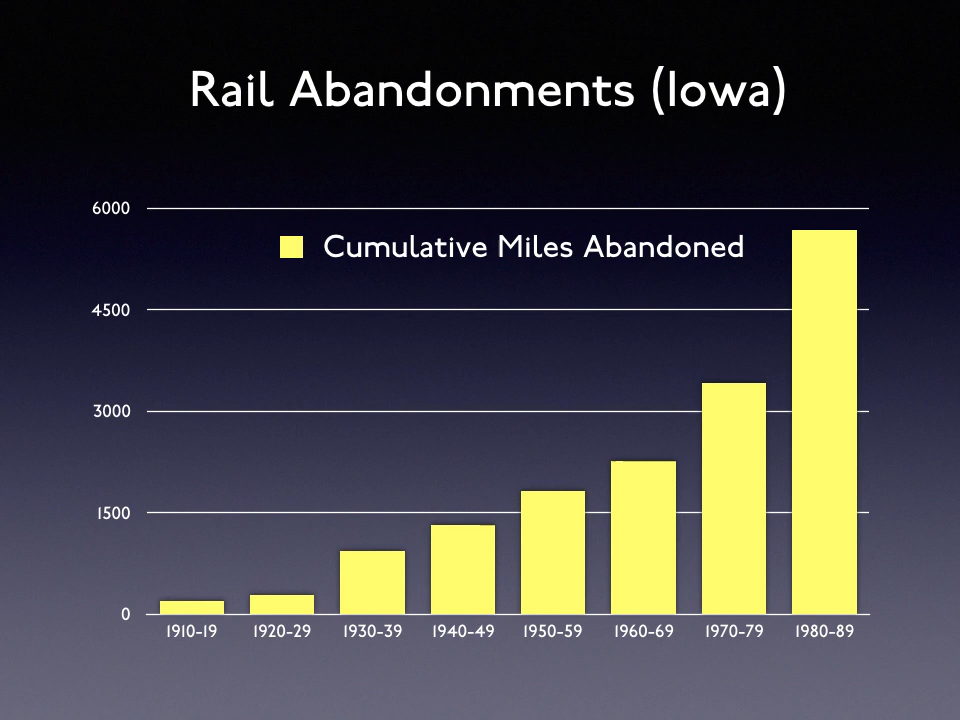 Rail Abandonments (Iowa)
6000
Cumulative Miles Abandoned
4500
3000
1500
0
1910-19 1920-29 1930-39 1940-49 1950-59 1960-69 1970-79 1980-89